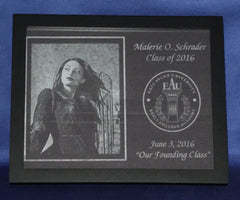 Malerie O. Schrader
Class of 2016
EAU
June 3, 2016
"Our Founding Class"